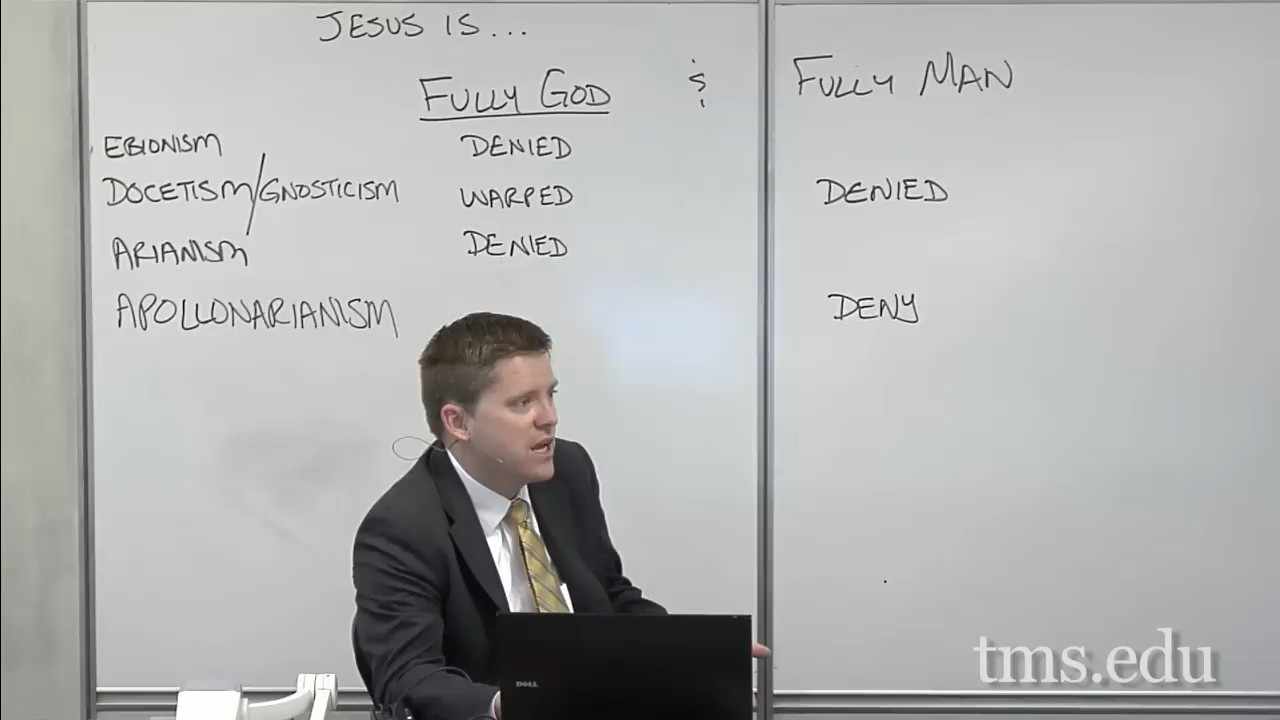 JESUS IS...
FULLY GOD & FULLY MAN
EBIONISM DENIED
DOCETISM/GNOSTICISM WARPED DENIED
ARIANISM DENIED
APOLLONARIANISM DENY
DELL
tms.edu